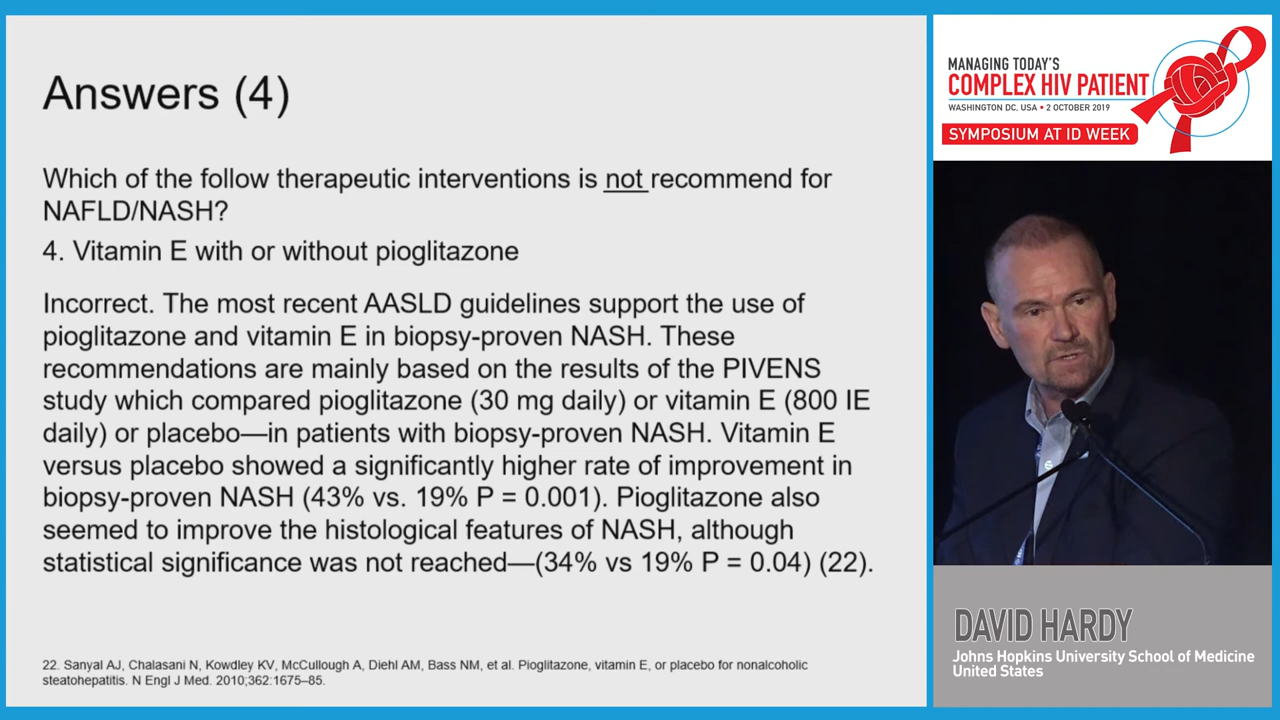 Answers (4)
Which of the follow therapeutic interventions is not recommend for
NAFLD/NASH?
4. Vitamin E with or without pioglitazone
Incorrect. The most recent AASLD guidelines support the use of
pioglitazone and vitamin E in biopsy-proven NASH. These
recommendations are mainly based on the results of the PIVENS
study which compared pioglitazone (30 mg daily) or vitamin E (800 IE
daily) or placebo—in patients with biopsy-proven NASH. Vitamin E
versus placebo showed a significantly higher rate of improvement in
biopsy-proven NASH (43% vs. 19% P = 0.001). Pioglitazone also
seemed to improve the histological features of NASH, although
statistical significance was not reached—(34% vs 19% P = 0.04) (22).
22. Sanyal AJ, Chalasani N, Kowdley KV, McCullough A, Diehl AM, Bass NM, et al. Pioglitazone, vitamin E, or placebo for nonalcoholic
steatohepatitis. N Engl J Med. 2010;362:1675–85.
MANAGING TODAY'S
COMPLEX HIV PATIENT
WASHINGTON DC, USA • 2 OCTOBER 2019
SYMPOSIUM AT ID WEEK
DAVID HARDY
Johns Hopkins University School of Medicine
United States